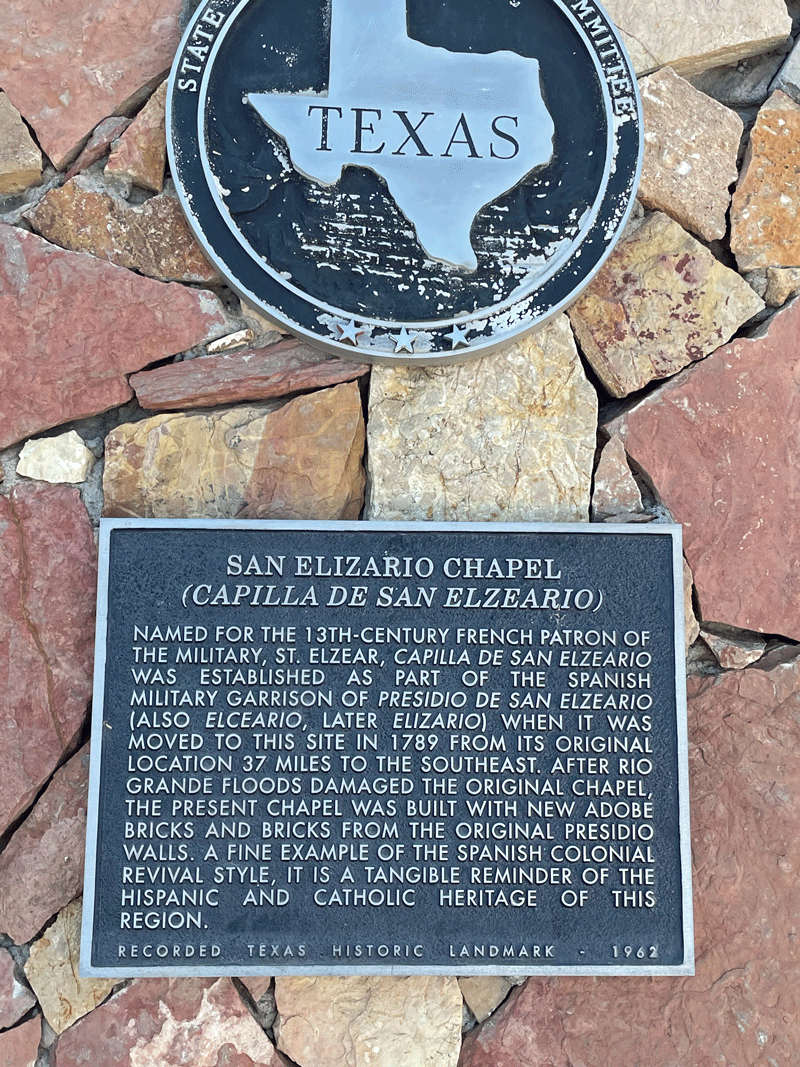 STATE
MMITTEE
TEXAS
SAN ELIZARIO CHAPEL
(CAPILLA DE SAN ELZEARIO)
NAMED FOR THE 13TH-CENTURY FRENCH PATRON OF
THE MILITARY, ST. ELZEAR, CAPILLA DE SAN ELZEARIO
WAS ESTABLISHED AS PART OF THE SPANISH
MILITARY GARRISON OF PRESIDIO DE SAN ELZEARIO
(ALSO ELCEARIO, LATER ELIZARIO) WHEN IT WAS
MOVED TO THIS SITE IN 1789 FROM ITS ORIGINAL
LOCATION 37 MILES TO THE SOUTHEAST. AFTER RIO
GRANDE FLOODS DAMAGED THE ORIGINAL CHAPEL,
THE PRESENT CHAPEL WAS BUILT WITH NEW ADOBE
BRICKS AND BRICKS FROM THE ORIGINAL PRESIDIO
WALLS. A FINE EXAMPLE OF THE SPANISH COLONIAL
REVIVAL STYLE, IT IS A TANGIBLE REMINDER OF THE
HISPANIC AND CATHOLIC HERITAGE OF THIS
REGION.
RECORDED TEXAS HISTORIC LANDMARK - 1962